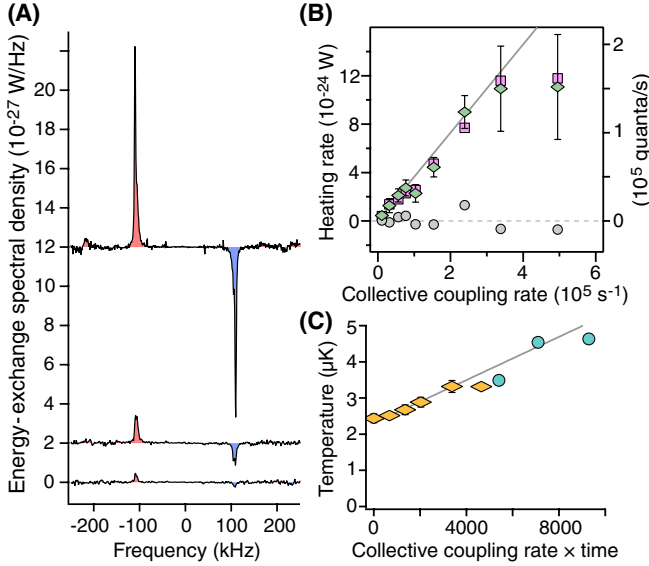 (A)
Energy-exchange spectral density (10⁻²⁷ W/Hz)
20
18
16
14
12
10
8
6
4
2
0
-200 -100 0 100 200
Frequency (kHz)
(B)
Heating rate (10⁻²⁴ W)
12
8
4
0
2
1
0
(10⁵ quanta/s)
0 2 4 6
Collective coupling rate (10⁵ s⁻¹)
(C)
Temperature (µK)
5
4
3
2
1
0
0 4000 8000
Collective coupling rate × time